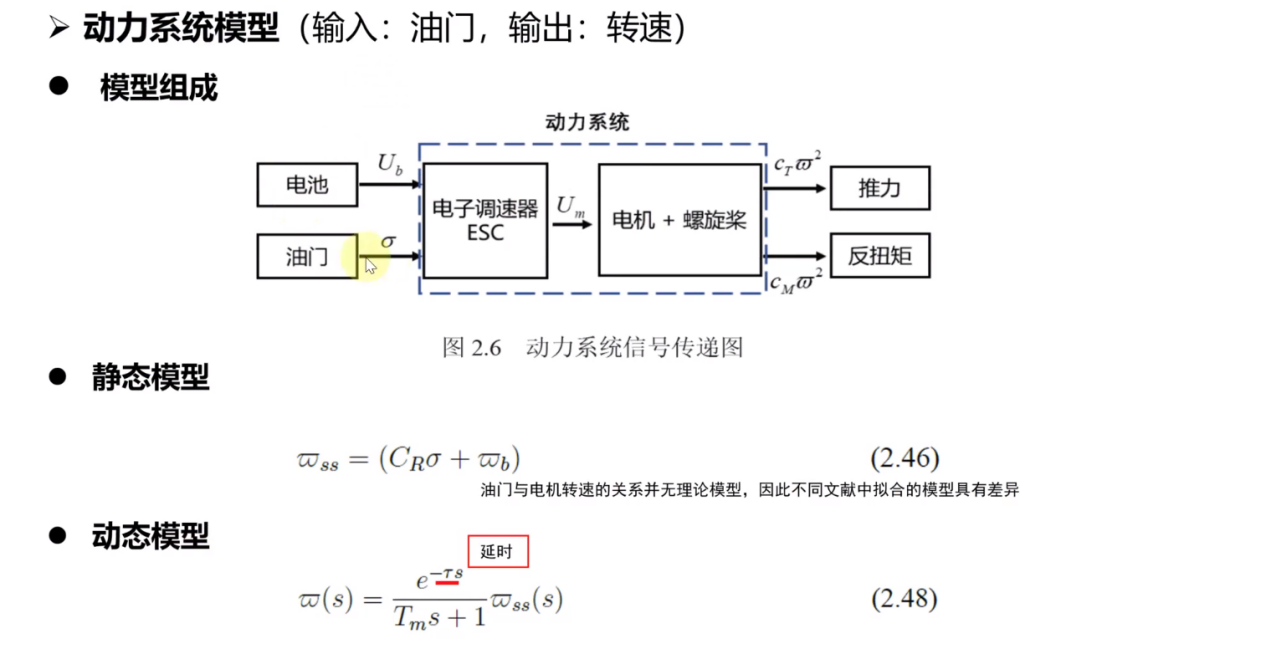 ➢ 动力系统模型（输入：油门，输出：转速）
● 模型组成
动力系统
电池
U_b
油门
σ
电子调速器
ESC
U_m
电机 + 螺旋桨
c_Tϖ²
推力
c_Mϖ²
反扭矩
图 2.6 动力系统信号传递图
● 静态模型
ϖ_ss = (C_Rσ + ϖ_b) (2.46)
油门与电机转速的关系并无理论模型，因此不同文献中拟合的模型具有差异
● 动态模型
延时
ϖ(s) = e^{−τs} / (T_m s + 1) ϖ_ss(s) (2.48)